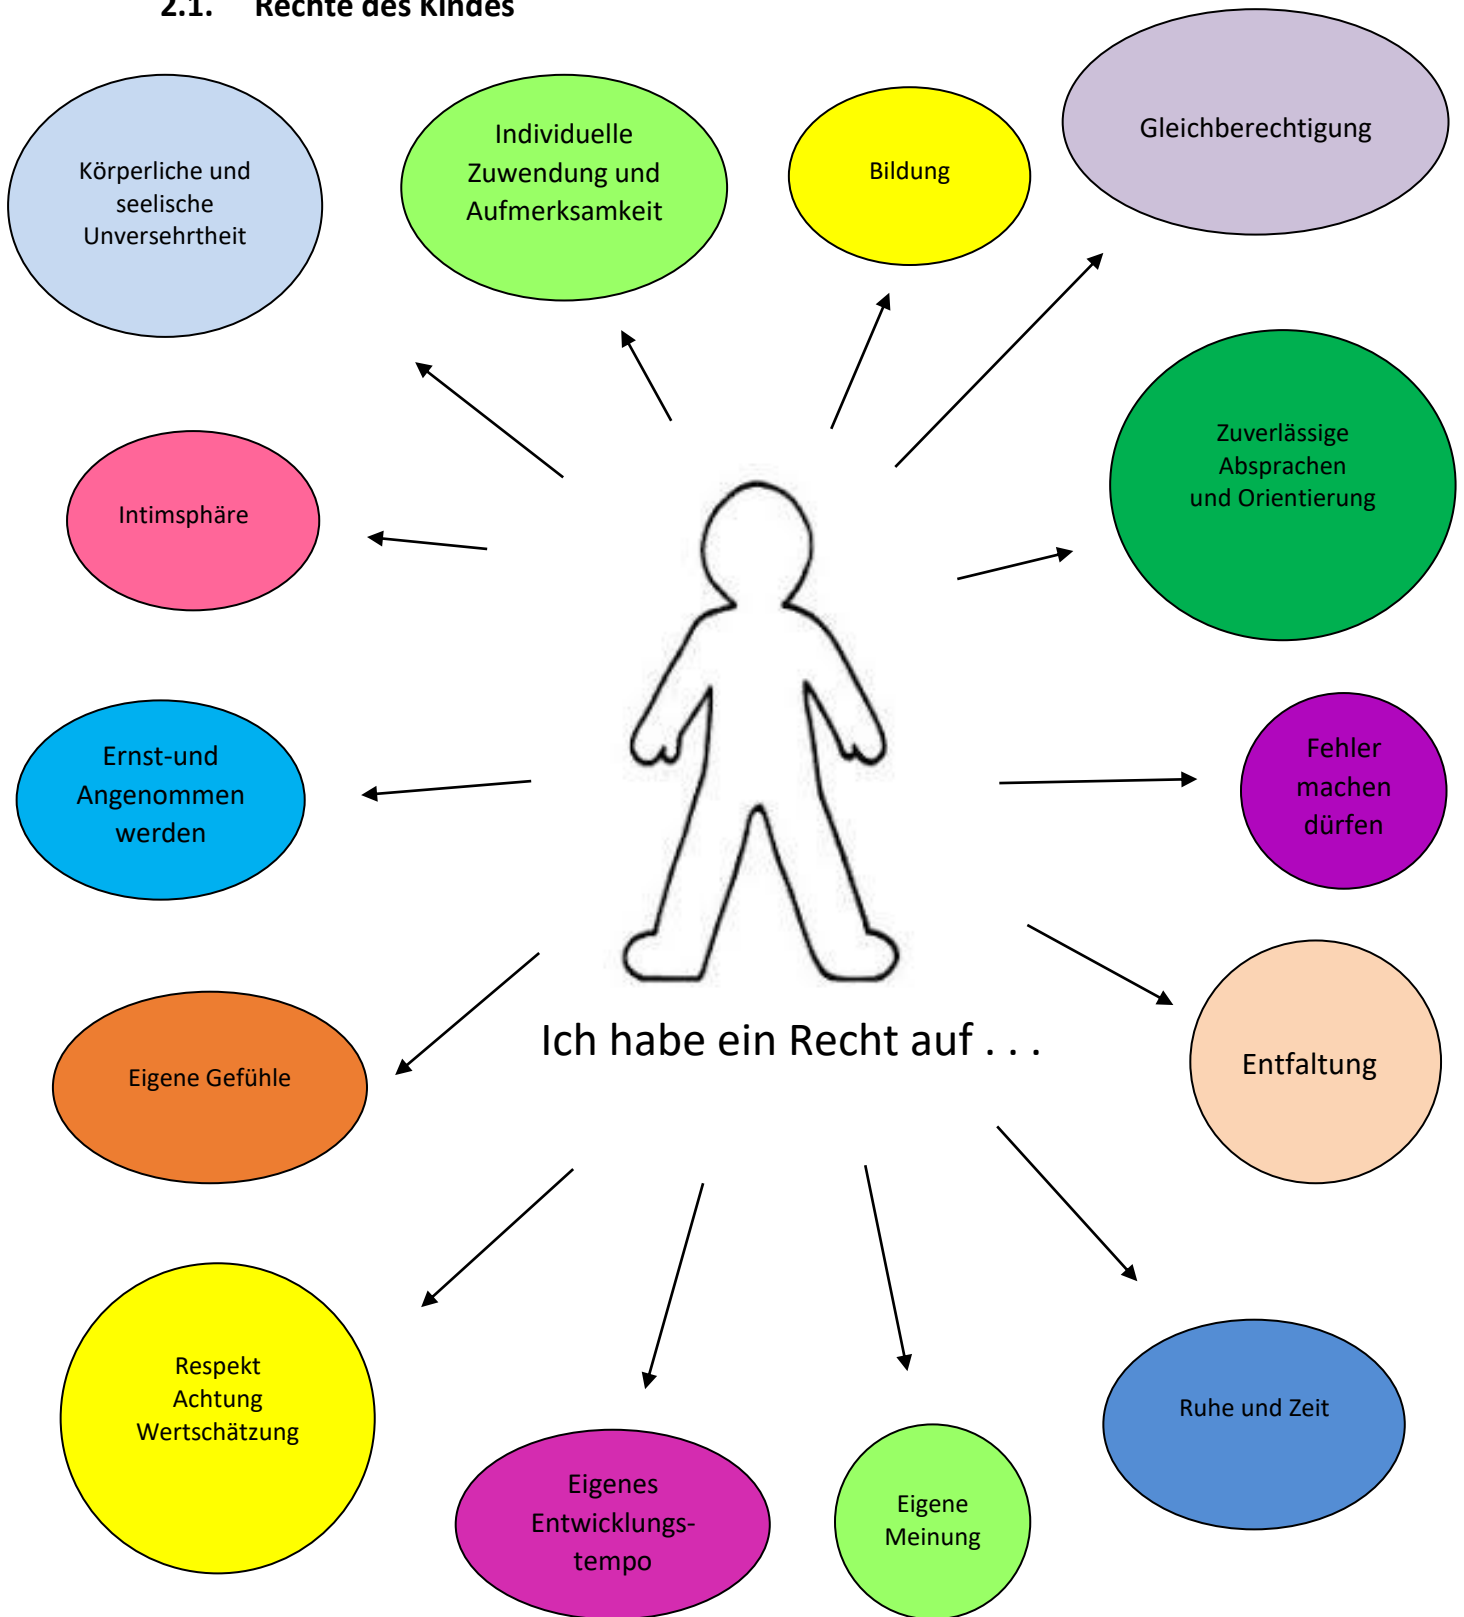 2.1. Rechte des Kindes
Körperliche und
seelische
Unversehrtheit
Individuelle
Zuwendung und
Aufmerksamkeit
Bildung
Gleichberechtigung
Intimsphäre
Zuverlässige
Absprachen
und Orientierung
Ernst-und
Angenommen
werden
Fehler
machen
dürfen
Ich habe ein Recht auf . . .
Eigene Gefühle
Entfaltung
Respekt
Achtung
Wertschätzung
Eigenes
Entwicklungs-
tempo
Eigene
Meinung
Ruhe und Zeit